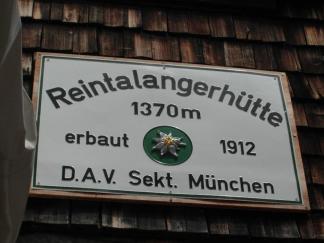 Reintalangerhütte
1370m
erbaut 1912
D.A.V. Sekt. München